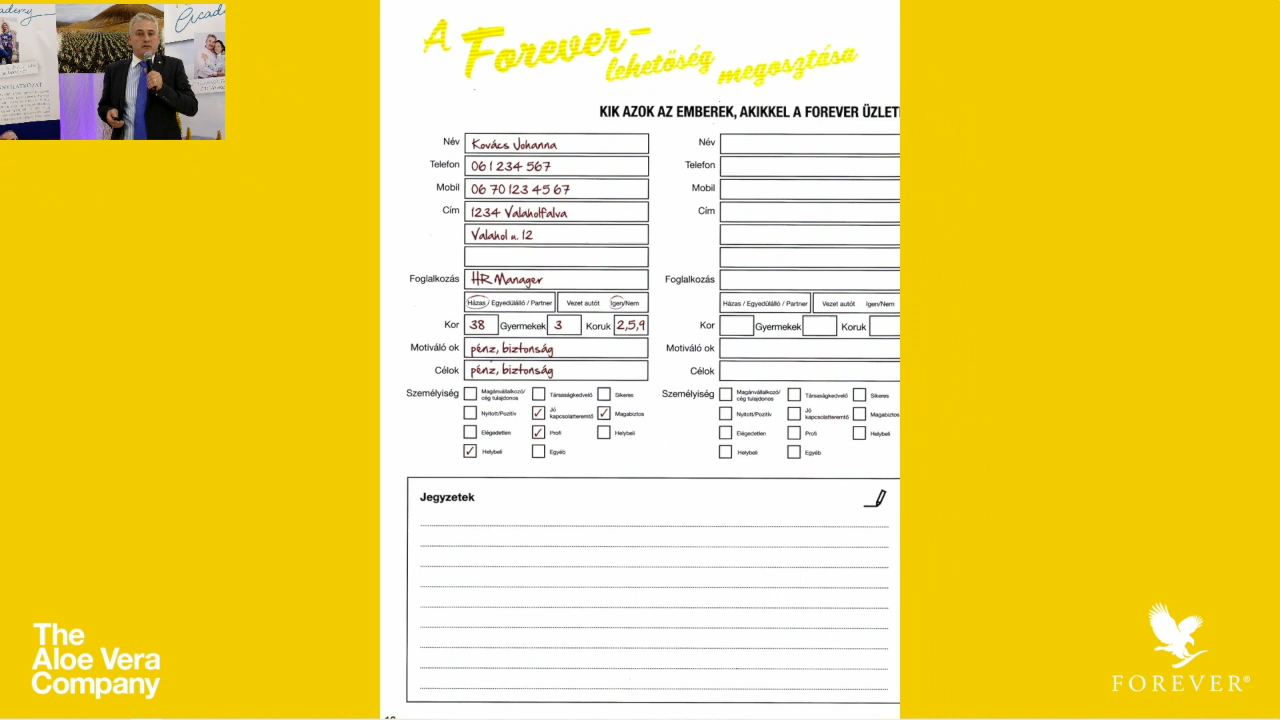 A Forever-
lehetőség megosztása
KIK AZOK AZ EMBEREK, AKIKKEL A FOREVER ÜZLETI
Név Kovács Johanna
Telefon 06 1 234 567
Mobil 06 70 123 45 67
Cím 1234 Valaholfalva
Valahol u. 12
Foglalkozás HR Manager
Házas / Egyedülálló / Partner Vezet autót Igen/Nem
Kor 38 Gyermekek 3 Koruk 2,5,9
Motiváló ok pénz, biztonság
Célok pénz, biztonság
Személyiség Magánvállalkozó/ cég tulajdonos Társaságkedvelő Sikeres
Nyitott/Pozitív Jó kapcsolatteremtő Magabiztos
Elégedetlen Profi Helybeli
Helybeli Egyéb
Név
Telefon
Mobil
Cím
Foglalkozás
Házas / Egyedülálló / Partner Vezet autót Igen/Nem
Kor Gyermekek Koruk
Motiváló ok
Célok
Személyiség Magánvállalkozó/ cég tulajdonos Társaságkedvelő Sikeres
Nyitott/Pozitív Jó kapcsolatteremtő Magabiztos
Elégedetlen Profi Helybeli
Helybeli Egyéb
Jegyzetek
The
Aloe Vera
Company
FOREVER®